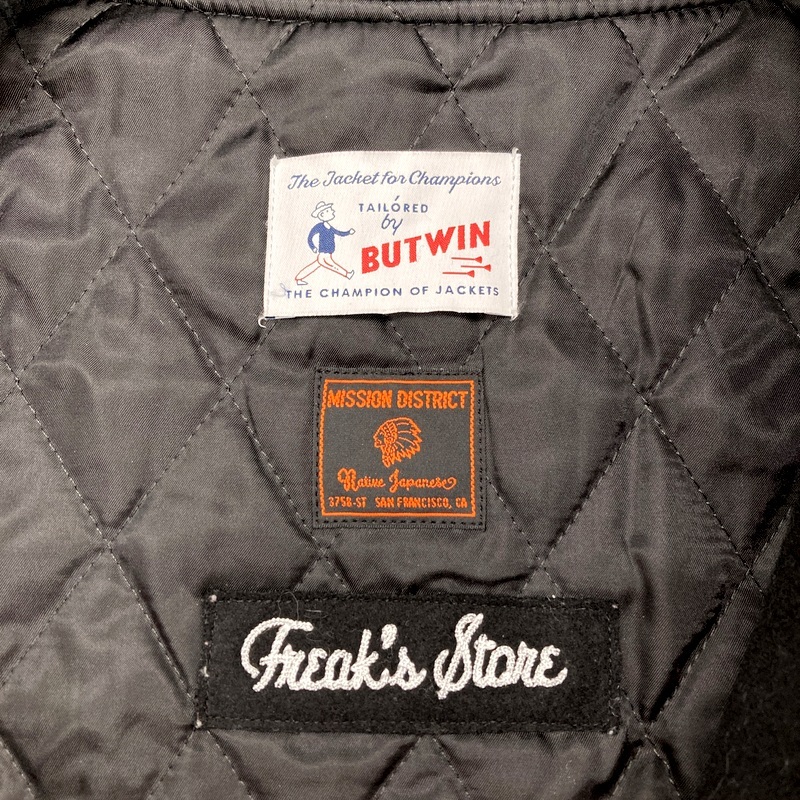 The Jacket for Champions
TAILORED
by
BUTWIN
THE CHAMPION OF JACKETS
MISSION DISTRICT
Native Japanese
375B-ST SAN FRANCISCO, CA
Freak's Store